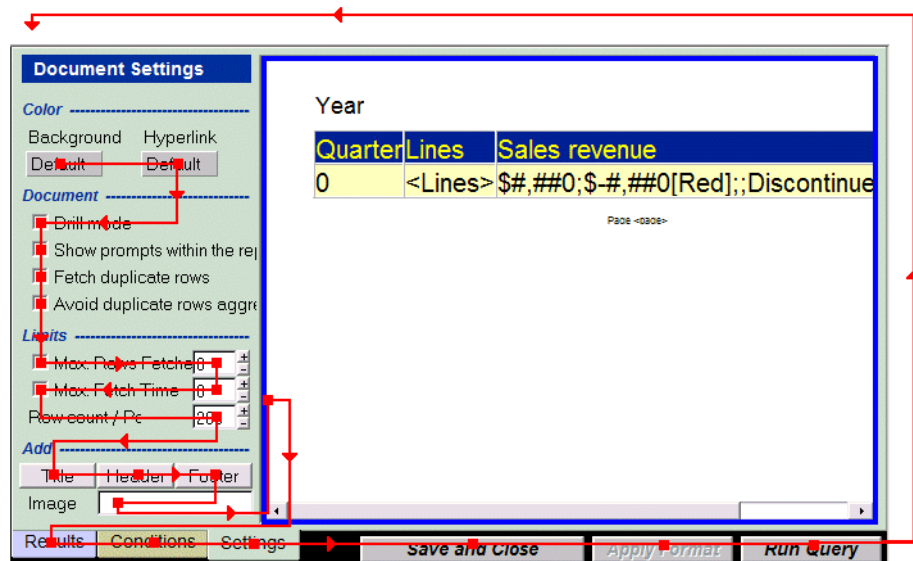 Document Settings
Color
Background Hyperlink
Default Default
Document
Drill mode
Show prompts within the rep
Fetch duplicate rows
Avoid duplicate rows aggre
Limits
Max. Rows Fetche 0
Max. Fetch Time 0
Row count / Pa
Add
Title Header Footer
Image
Results Conditions Settings
Year
Quarter Lines Sales revenue
0 <Lines> $#,##0;$-#,##0[Red];;Discontinue
Page <page>
Save and Close Apply Format Run Query